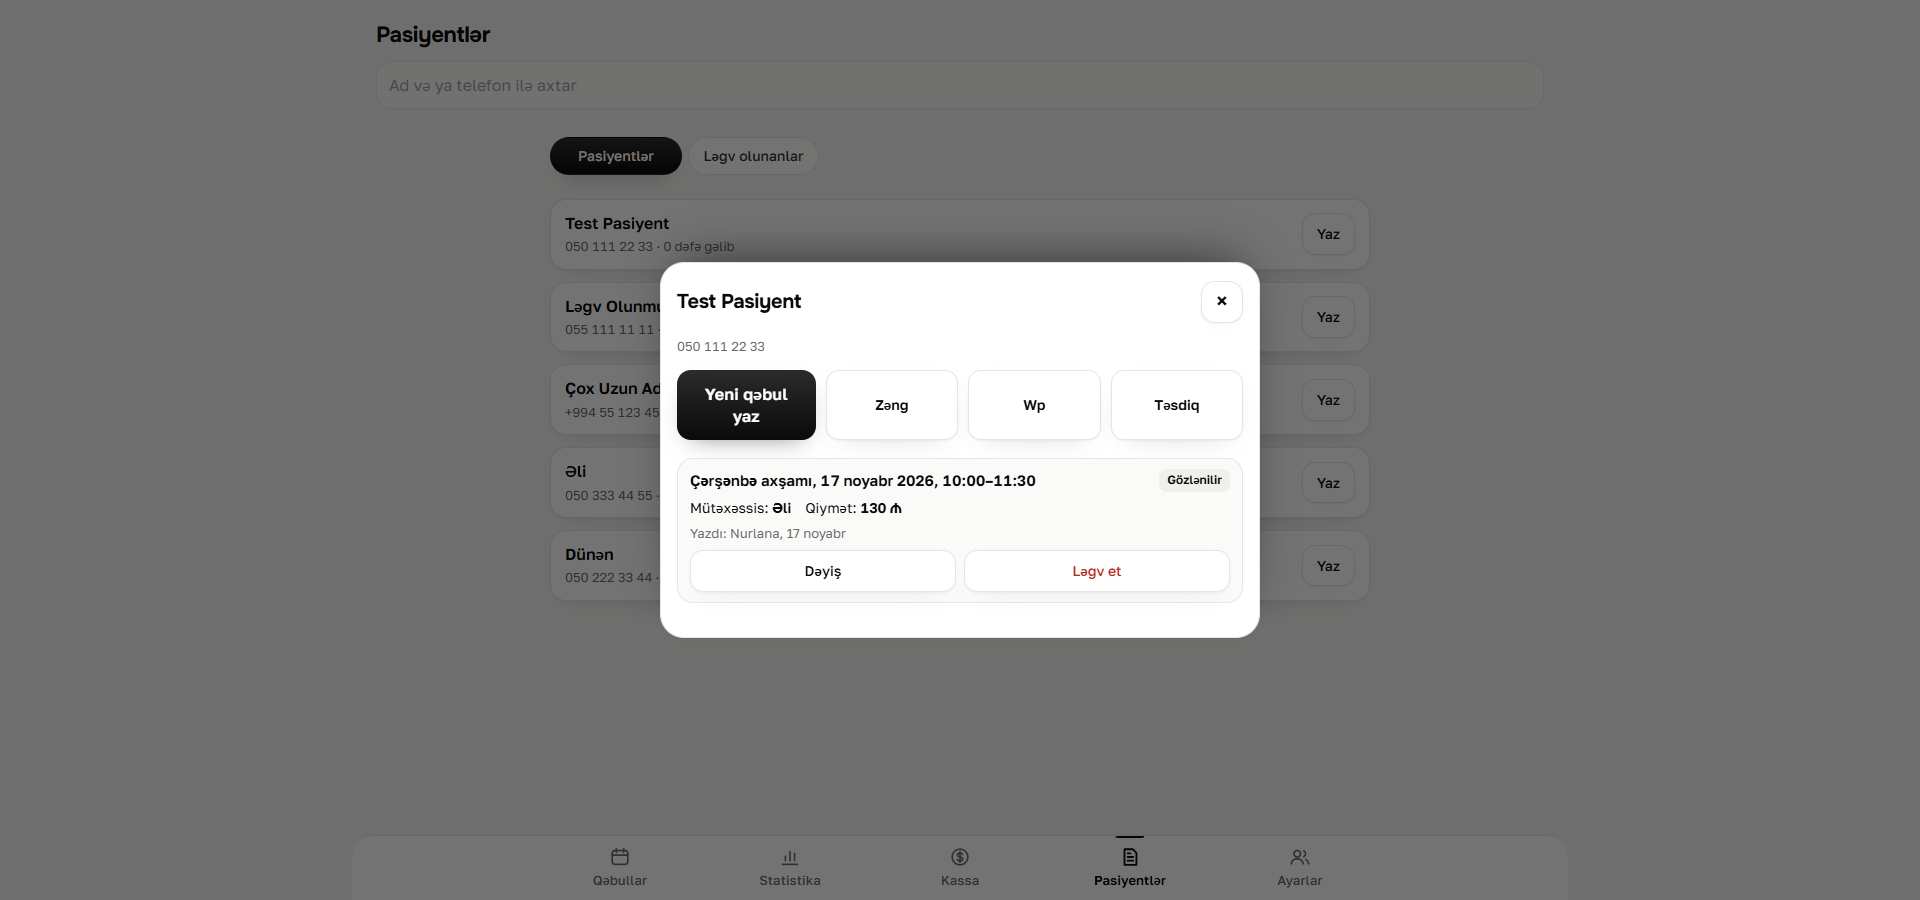 Pasiyentlər
Ad və ya telefon ilə axtar
Pasiyentlər
Ləgv olunanlar
Test Pasiyent
050 111 22 33 · 0 dəfə gəlib
Yaz
Ləgv Olunmu
055 111 11 11 ·
Yaz
Çox Uzun Ad
+994 55 123 45
Yaz
Əli
050 333 44 55 ·
Yaz
Dünən
050 222 33 44 ·
Yaz
Test Pasiyent
×
050 111 22 33
Yeni qəbul
yaz
Zəng
Wp
Təsdiq
Çərşənbə axşamı, 17 noyabr 2026, 10:00–11:30
Gözlənilir
Mütəxəssis: Əli Qiymət: 130 ₼
Yazdı: Nurlana, 17 noyabr
Dəyiş
Ləgv et
Qəbullar
Statistika
Kassa
Pasiyentlər
Ayarlar